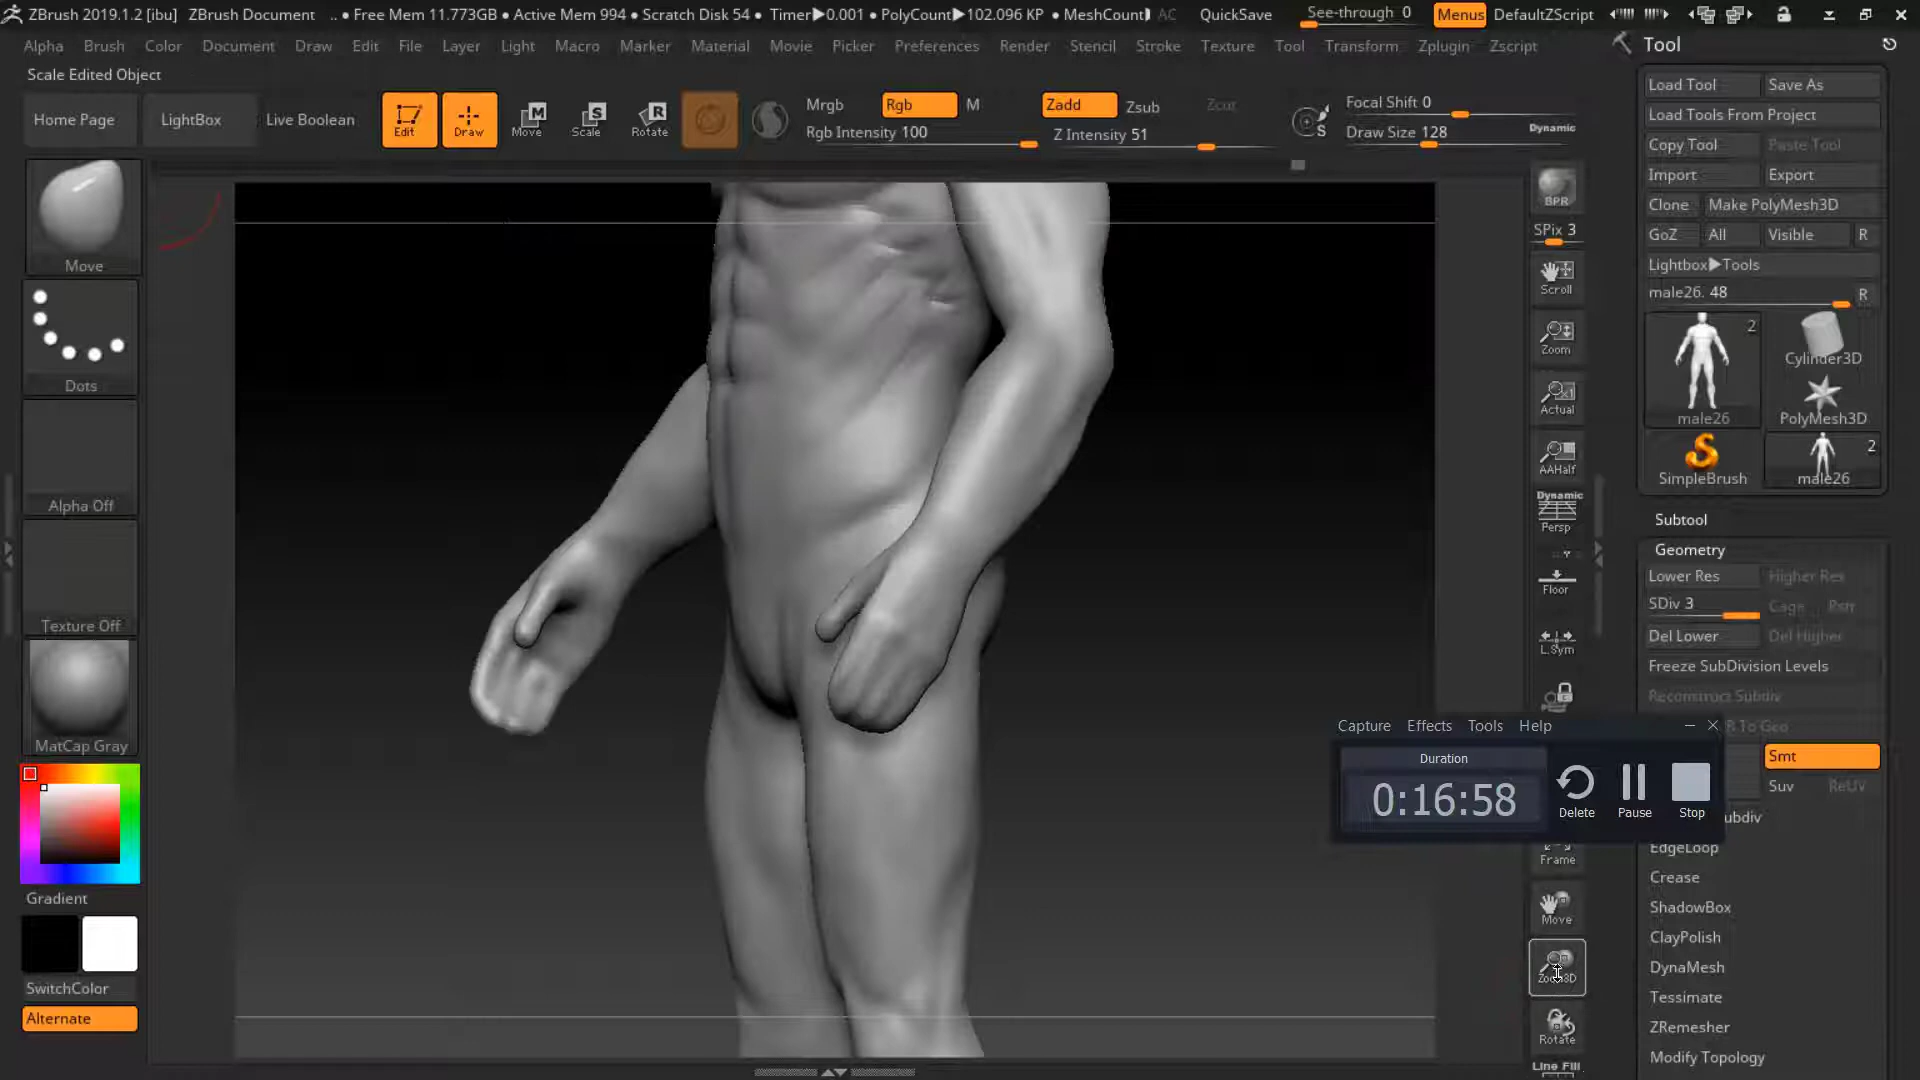 ZBrush 2019.1.2 [ibu] ZBrush Document .. ● Free Mem 11.773GB ● Active Mem 994 ● Scratch Disk 54 ● Timer▶0.001 ● PolyCount▶102.096 KP ● MeshCount▶ AC QuickSave See-through 0 Menus DefaultZScript
Alpha Brush Color Document Draw Edit File Layer Light Macro Marker Material Movie Picker Preferences Render Stencil Stroke Texture Tool Transform Zplugin Zscript
Tool
Scale Edited Object
Home Page LightBox Live Boolean Edit Draw Move Scale Rotate
Mrgb Rgb M Zadd Zsub Zcut
Rgb Intensity 100 Z Intensity 51
Focal Shift 0
Draw Size 128 Dynamic
S
Move
Dots
Alpha Off
Texture Off
MatCap Gray
Gradient
SwitchColor
Alternate
BPR
SPix 3
Scroll
Zoom
Actual
AAHalf
Dynamic
Persp
Floor
L.Sym
Frame
Move
Zoom3D
Rotate
Line Fill
Load Tool Save As
Load Tools From Project
Copy Tool Paste Tool
Import Export
Clone Make PolyMesh3D
GoZ All Visible R
Lightbox▶Tools
male26. 48 R
2
Cylinder3D
male26 PolyMesh3D
2
SimpleBrush male26
Subtool
Geometry
Lower Res Higher Res
SDiv 3 Cage Rstr
Del Lower Del Higher
Freeze SubDivision Levels
Reconstruct Subdiv
To Geo
Smt
Suv ReUV
ubdiv
EdgeLoop
Crease
ShadowBox
ClayPolish
DynaMesh
Tessimate
ZRemesher
Modify Topology
Capture Effects Tools Help
Duration
0:16:58
Delete Pause Stop